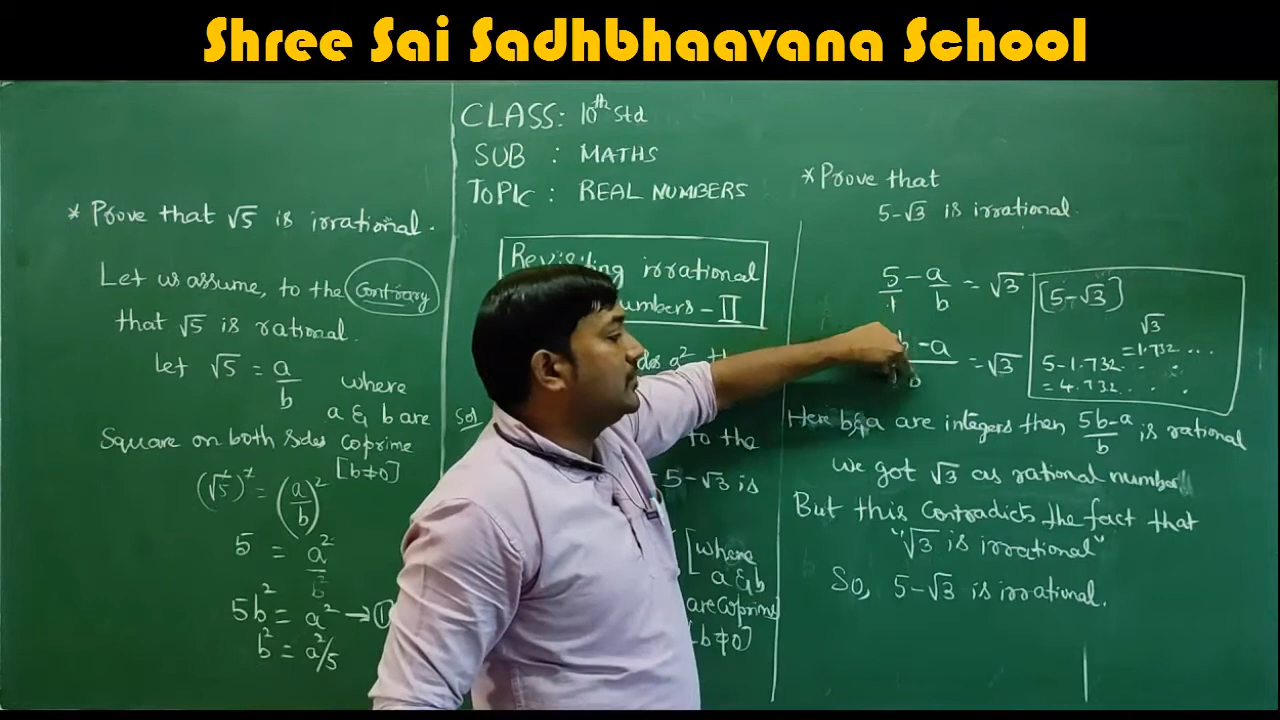 Shree Sai Sadhbhaavana School
CLASS: 10th Std
SUB : MATHS
TOPIC : REAL NUMBERS
* Prove that √5 is irrational.
Let us assume, to the contrary
that √5 is rational.
let √5 = a/b where
a & b are
Square on both sides coprime
[b≠0]
(√5)² = (a/b)²
5 = a²/b²
5b² = a² → ①
b² = a²/5
Revisiting irrational
numbers - II
a²
Sol
to the
5-√3 is
[where
a & b
are Coprime
b≠0]
* Prove that
5-√3 is irrational.
5/1 - a/b = √3
b - a / b = √3
[5-√3]
√3
= 1.732 ...
5-1.732 . . .
= 4.732 . . .
Here b&a are integers then 5b-a/b is rational
we got √3 as rational number
But this contradicts the fact that
"√3 is irrational"
So, 5-√3 is irrational.